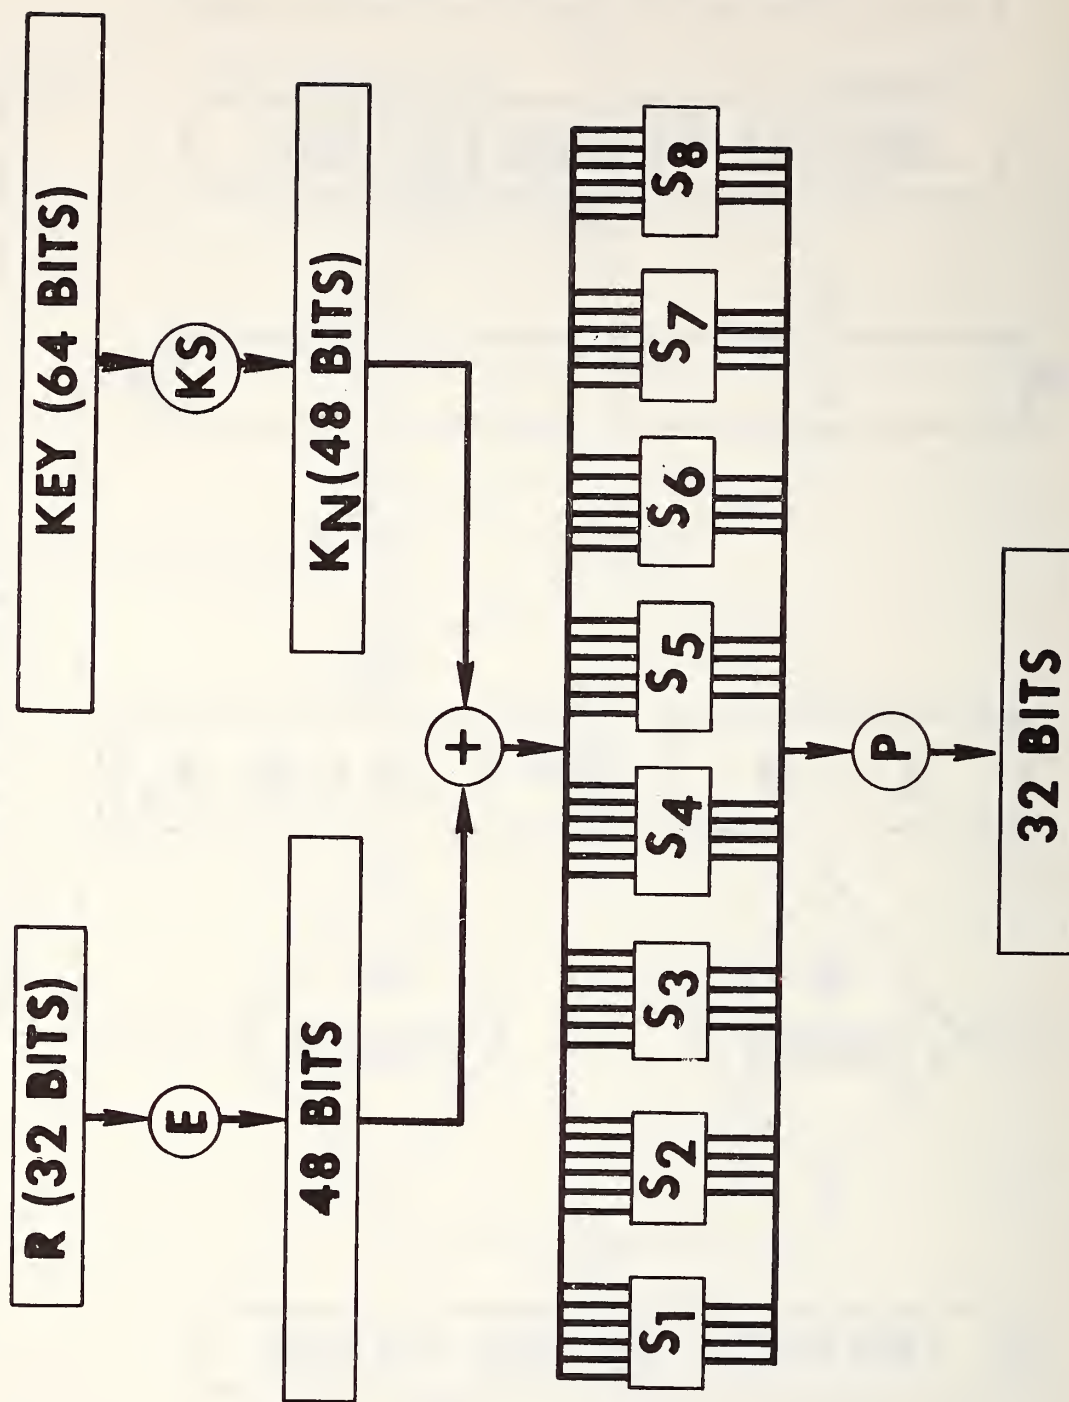 R (32 BITS)
KEY (64 BITS)
E
KS
48 BITS
KN (48 BITS)
+
S1
S2
S3
S4
S5
S6
S7
S8
P
32 BITS